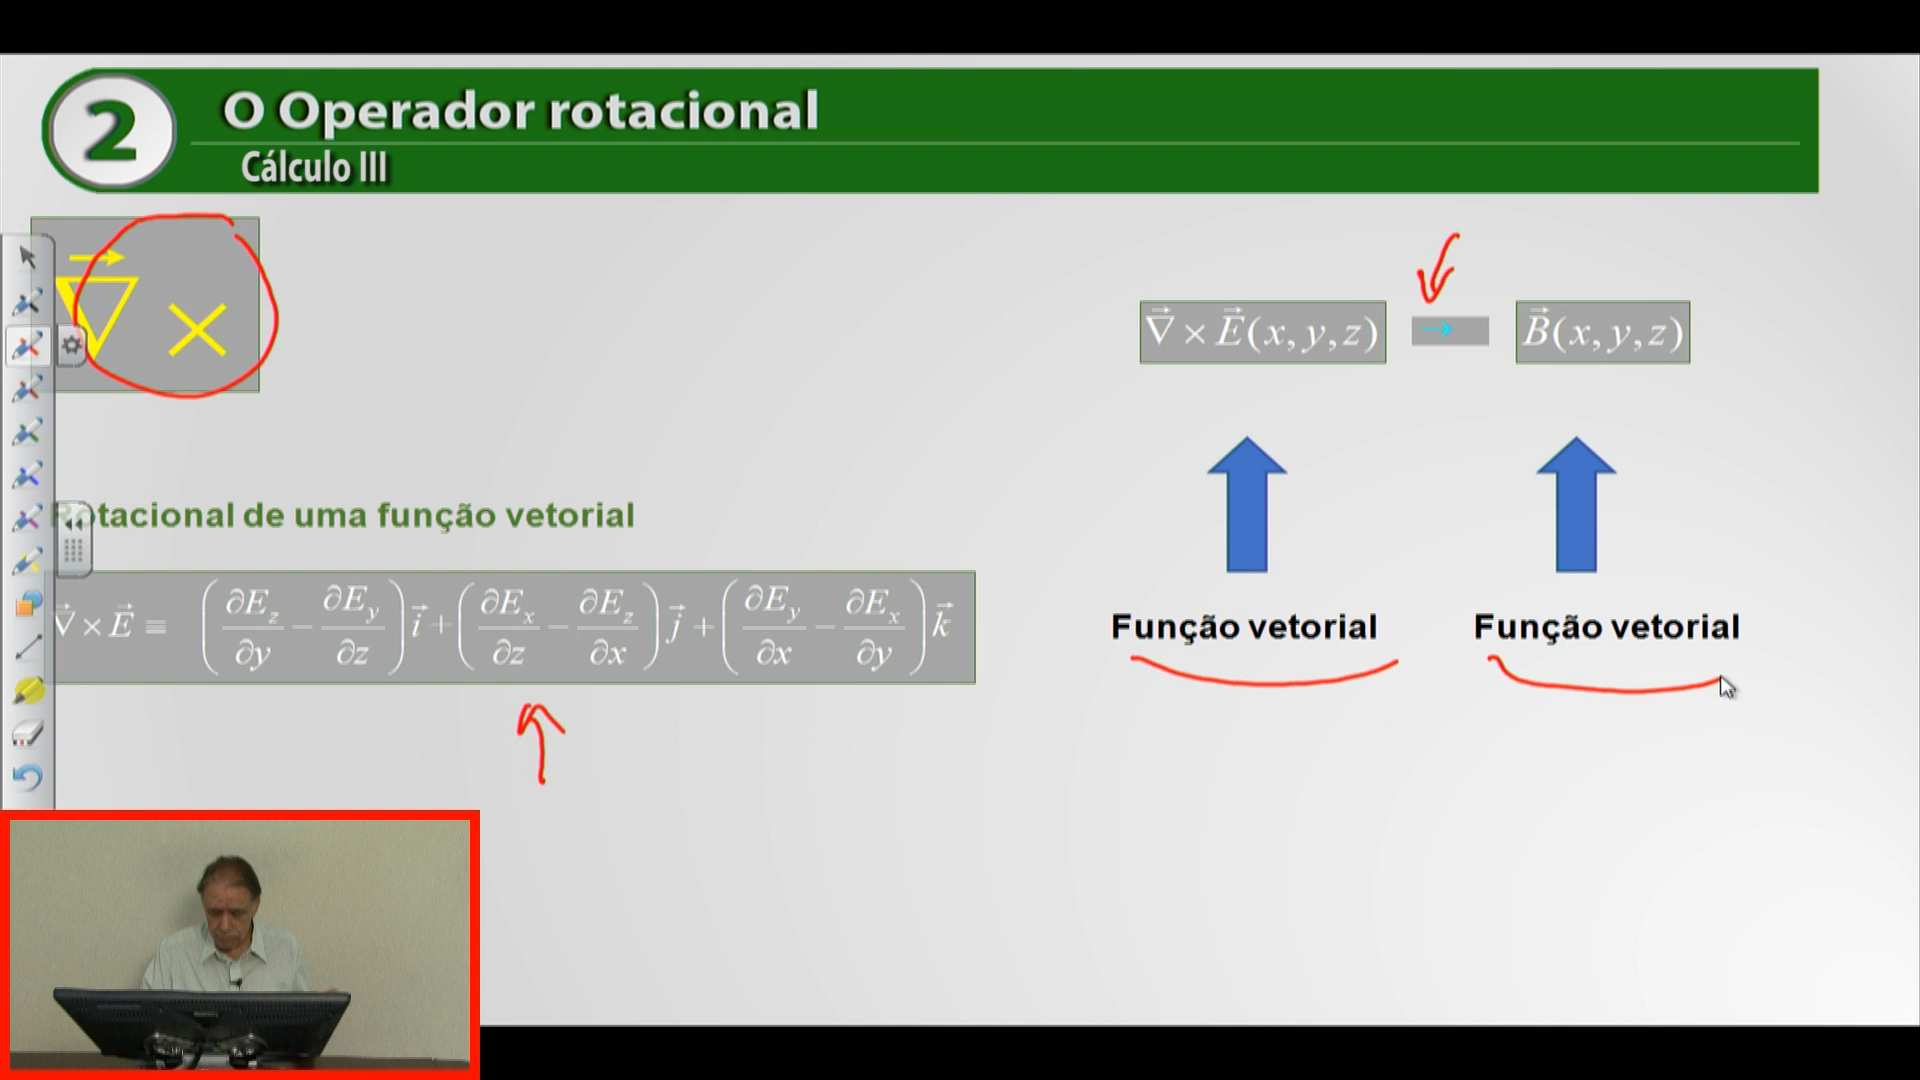 2
O Operador rotacional
Cálculo III
∇⃗ ×
∇⃗ × E⃗(x, y, z) → B⃗(x, y, z)
Rotacional de uma função vetorial
∇⃗ × E⃗ ≡ (∂E_z/∂y − ∂E_y/∂z) i⃗ + (∂E_x/∂z − ∂E_z/∂x) j⃗ + (∂E_y/∂x − ∂E_x/∂y) k⃗
Função vetorial Função vetorial